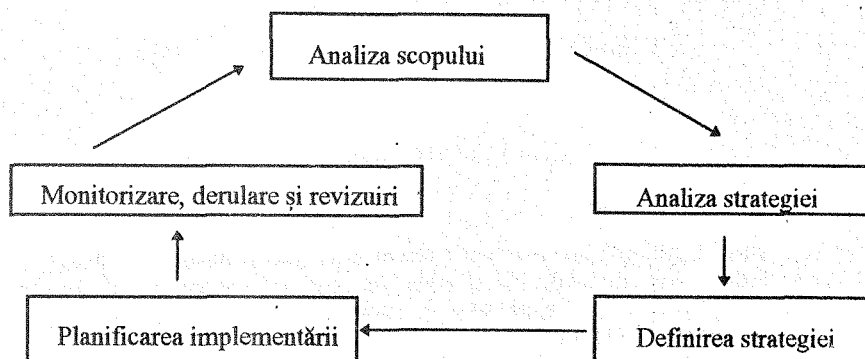 Analiza scopului
Monitorizare, derulare și revizuiri
Analiza strategiei
Planificarea implementării
Definirea strategiei